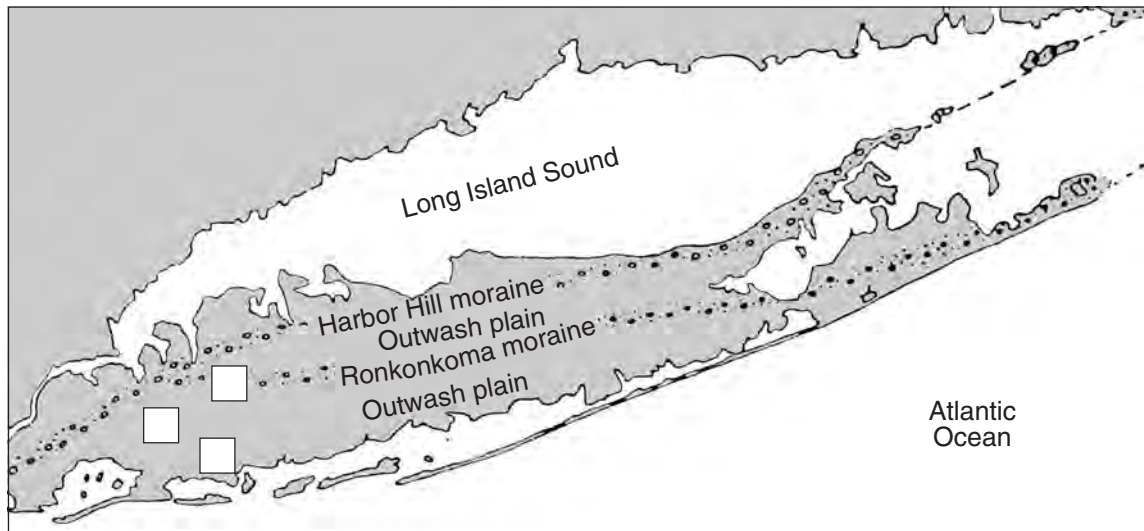 Long Island Sound
Harbor Hill moraine
Outwash plain
Ronkonkoma moraine
Outwash plain
Atlantic
Ocean